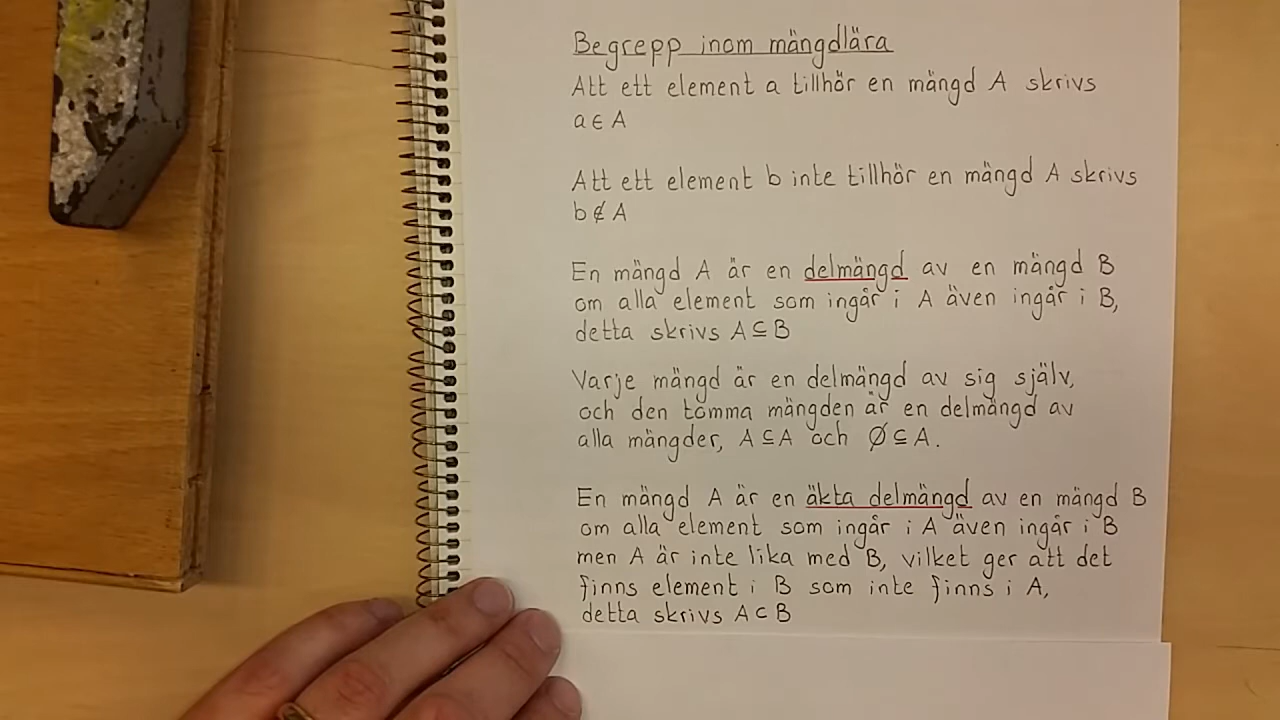 Begrepp inom mängdlära
Att ett element a tillhör en mängd A skrivs
a∈A
Att ett element b inte tillhör en mängd A skrivs
b∉A
En mängd A är en delmängd av en mängd B
om alla element som ingår i A även ingår i B,
detta skrivs A⊆B
Varje mängd är en delmängd av sig själv,
och den tomma mängden är en delmängd av
alla mängder, A⊆A och Ø⊆A.
En mängd A är en äkta delmängd av en mängd B
om alla element som ingår i A även ingår i B
men A är inte lika med B, vilket ger att det
finns element i B som inte finns i A,
detta skrivs A⊂B